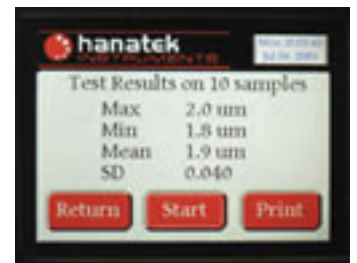 hanatek
INSTRUMENTS
Test Results on 10 samples
Max 2.0 um
Min 1.8 um
Mean 1.9 um
SD 0.040
Return Start Print